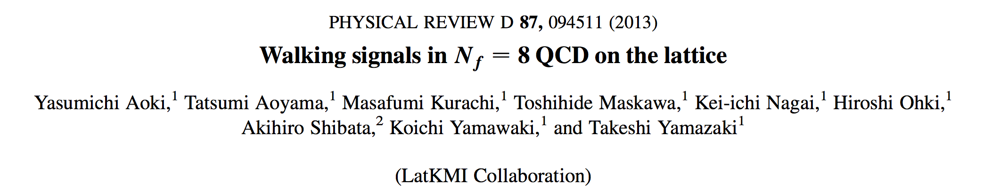 PHYSICAL REVIEW D 87, 094511 (2013)
Walking signals in N_f = 8 QCD on the lattice
Yasumichi Aoki,¹ Tatsumi Aoyama,¹ Masafumi Kurachi,¹ Toshihide Maskawa,¹ Kei-ichi Nagai,¹ Hiroshi Ohki,¹
Akihiro Shibata,² Koichi Yamawaki,¹ and Takeshi Yamazaki¹
(LatKMI Collaboration)